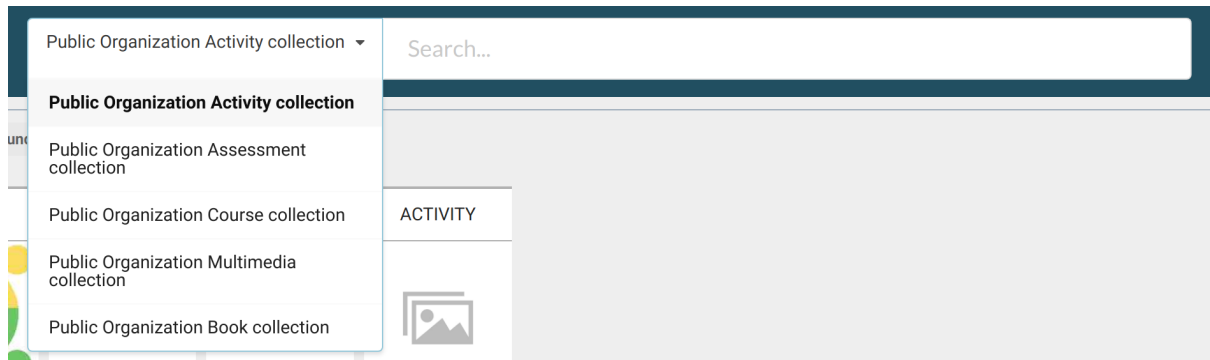 Public Organization Activity collection
Search...
Public Organization Activity collection
Public Organization Assessment
collection
Public Organization Course collection
ACTIVITY
Public Organization Multimedia
collection
Public Organization Book collection